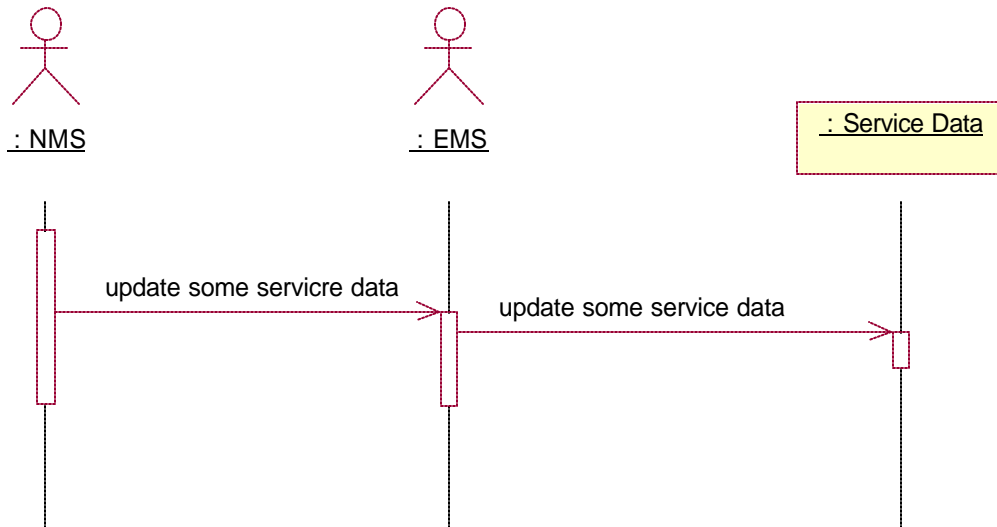 : NMS
: EMS
: Service Data
update some servicre data
update some service data